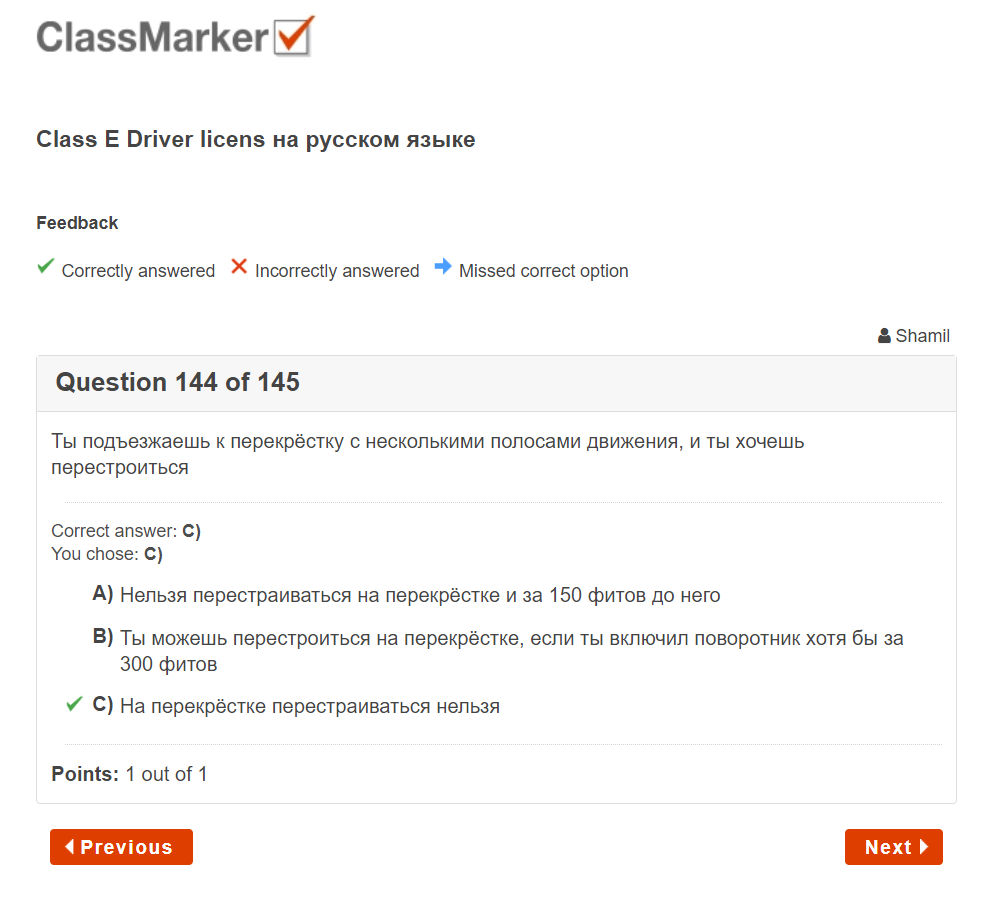 ClassMarker
Class E Driver licens на русском языке
Feedback
Correctly answered Incorrectly answered Missed correct option
Shamil
Question 144 of 145
Ты подъезжаешь к перекрёстку с несколькими полосами движения, и ты хочешь
перестроиться
Correct answer: C)
You chose: C)
A) Нельзя перестраиваться на перекрёстке и за 150 фитов до него
B) Ты можешь перестроиться на перекрёстке, если ты включил поворотник хотя бы за
300 фитов
C) На перекрёстке перестраиваться нельзя
Points: 1 out of 1
Previous
Next